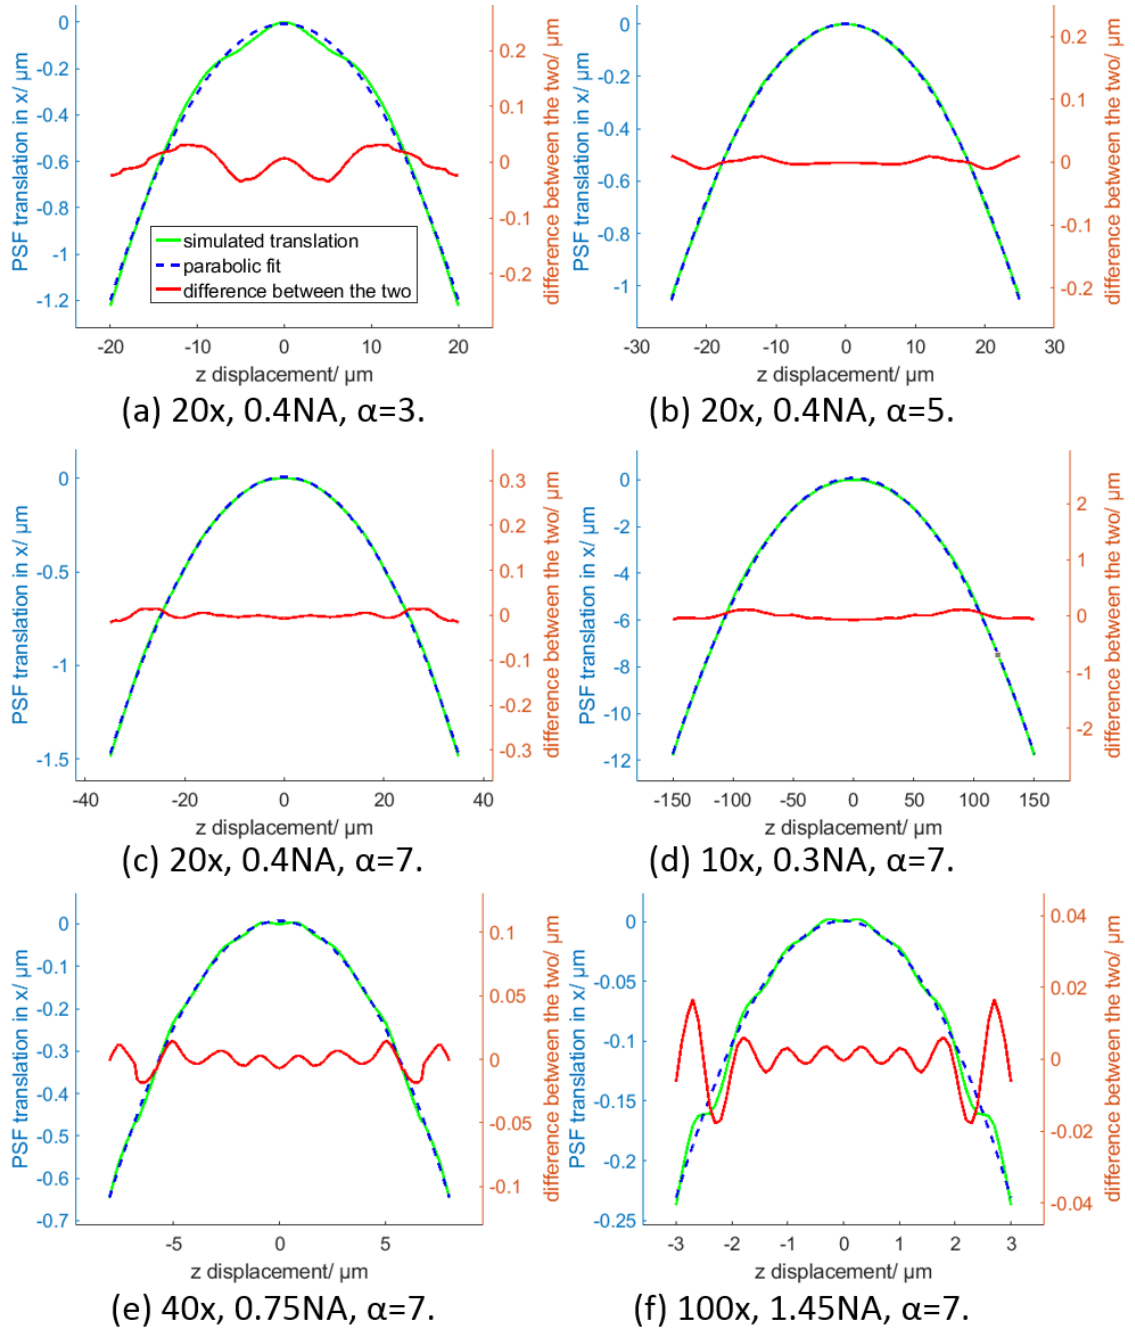 0
-0.2
-0.4
-0.6
-0.8
-1
-1.2
PSF translation in x/ µm
0.2
0.1
0
-0.1
-0.2
difference between the two/ µm
simulated translation
parabolic fit
difference between the two
-20 -10 0 10 20
z displacement/ µm
(a) 20x, 0.4NA, α=3.
0
-0.2
-0.4
-0.6
-0.8
-1
PSF translation in x/ µm
0.2
0.1
0
-0.1
-0.2
difference between the two/ µm
-30 -20 -10 0 10 20 30
z displacement/ µm
(b) 20x, 0.4NA, α=5.
0
-0.5
-1
-1.5
PSF translation in x/ µm
0.3
0.2
0.1
0
-0.1
-0.2
-0.3
difference between the two/ µm
-40 -20 0 20 40
z displacement/ µm
(c) 20x, 0.4NA, α=7.
0
-2
-4
-6
-8
-10
-12
PSF translation in x/ µm
2
1
0
-1
-2
difference between the two/ µm
-150 -100 -50 0 50 100 150
z displacement/ µm
(d) 10x, 0.3NA, α=7.
0
-0.1
-0.2
-0.3
-0.4
-0.5
-0.6
-0.7
PSF translation in x/ µm
0.1
0.05
0
-0.05
-0.1
difference between the two/ µm
-5 0 5
z displacement/ µm
(e) 40x, 0.75NA, α=7.
0
-0.05
-0.1
-0.15
-0.2
-0.25
PSF translation in x/ µm
0.04
0.02
0
-0.02
-0.04
difference between the two/ µm
-3 -2 -1 0 1 2 3
z displacement/ µm
(f) 100x, 1.45NA, α=7.